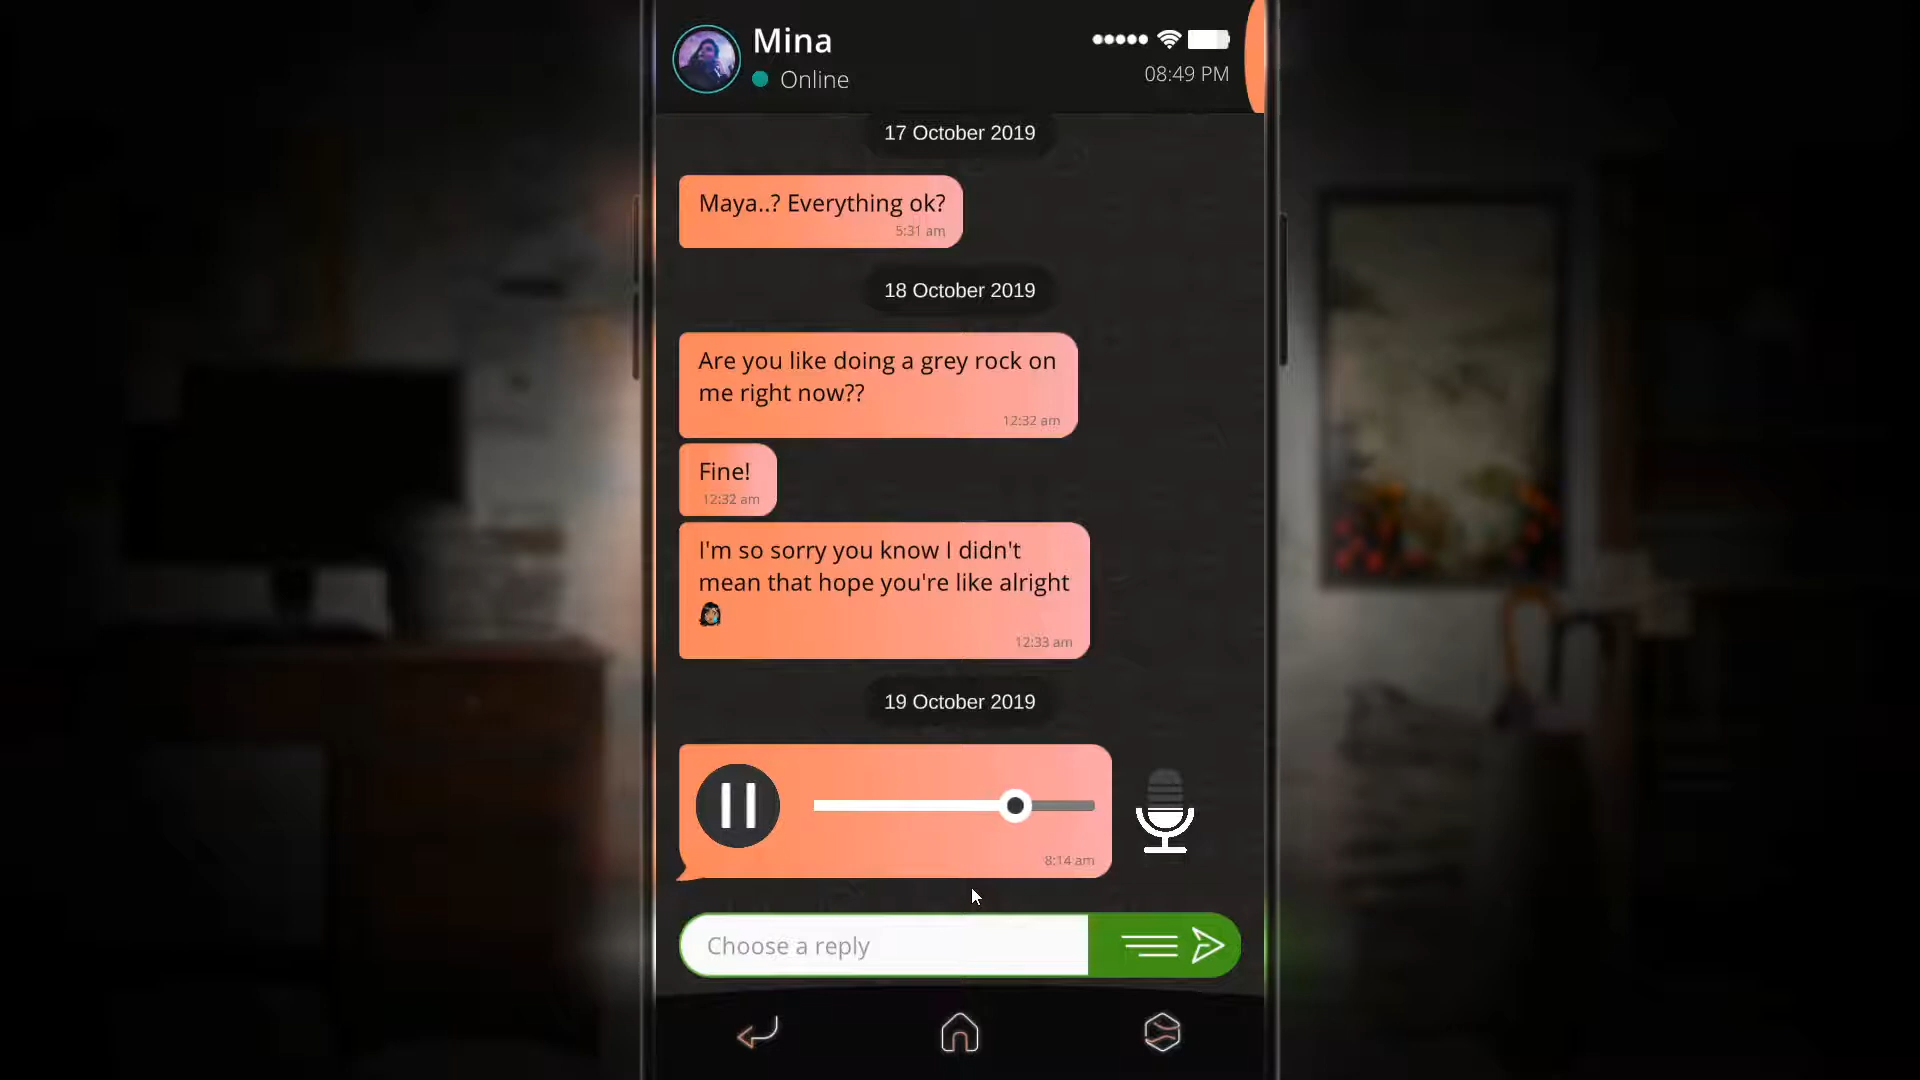 Mina
Online
08:49 PM
17 October 2019
Maya..? Everything ok?
5:31 am
18 October 2019
Are you like doing a grey rock on
me right now??
12:32 am
Fine!
12:32 am
I'm so sorry you know I didn't
mean that hope you're like alright
12:33 am
19 October 2019
8:14 am
Choose a reply